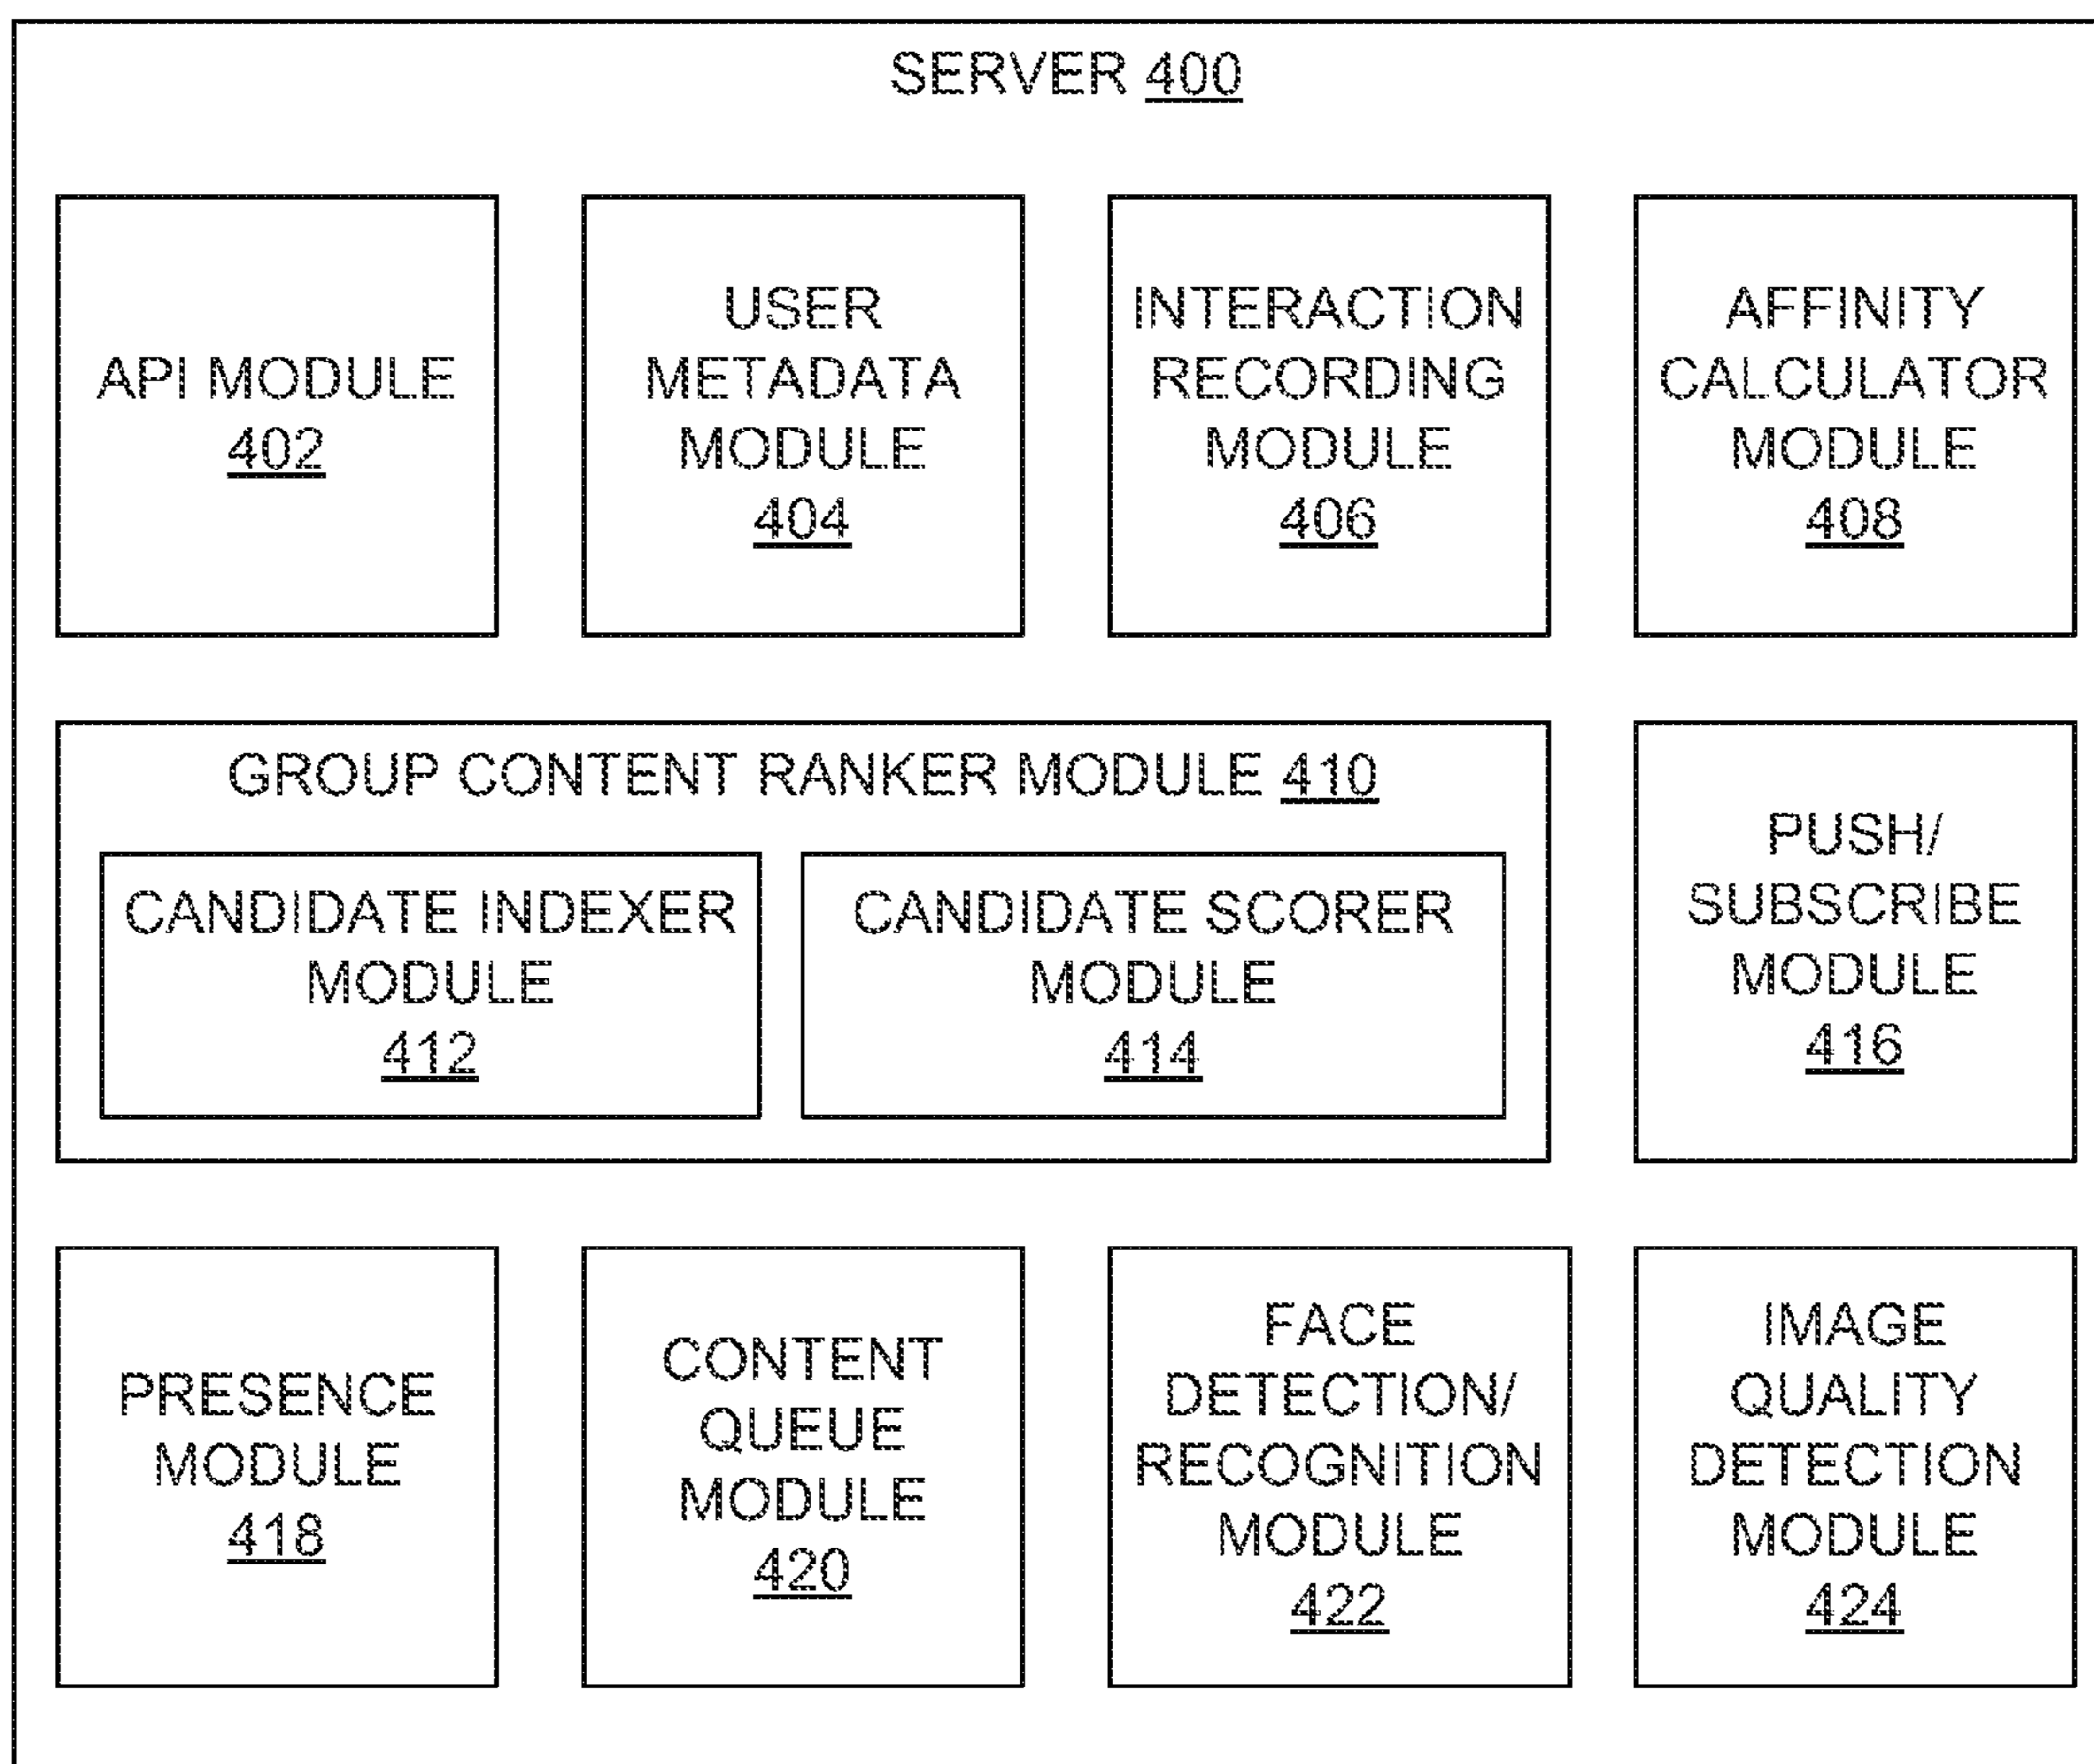 SERVER 400
API MODULE
402
USER
METADATA
MODULE
404
INTERACTION
RECORDING
MODULE
406
AFFINITY
CALCULATOR
MODULE
408
GROUP CONTENT RANKER MODULE 410
CANDIDATE INDEXER
MODULE
412
CANDIDATE SCORER
MODULE
414
PUSH/
SUBSCRIBE
MODULE
416
PRESENCE
MODULE
418
CONTENT
QUEUE
MODULE
420
FACE
DETECTION/
RECOGNITION
MODULE
422
IMAGE
QUALITY
DETECTION
MODULE
424